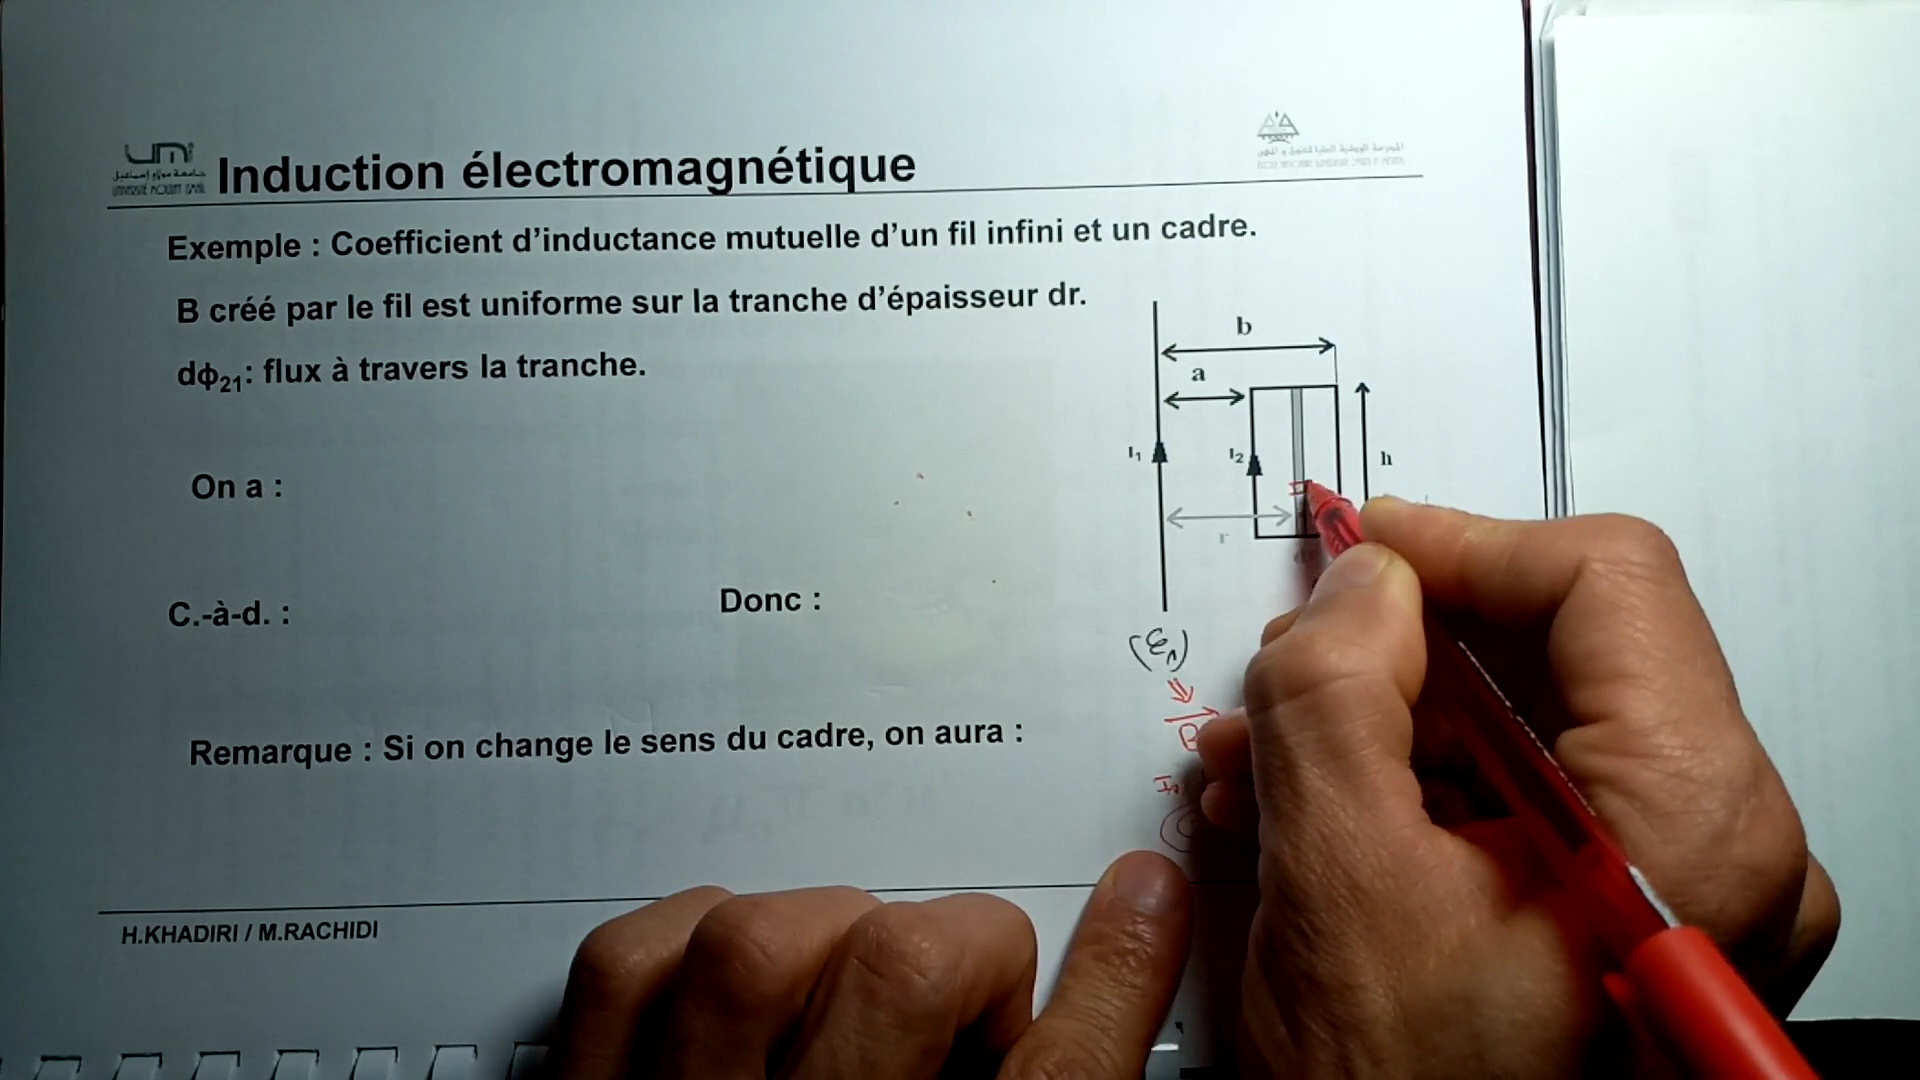 Induction électromagnétique
Exemple : Coefficient d'inductance mutuelle d'un fil infini et un cadre.
B créé par le fil est uniforme sur la tranche d'épaisseur dr.
dϕ21: flux à travers la tranche.
b
a
I1
I2
h
r
On a :
C.-à-d. :
Donc :
Remarque : Si on change le sens du cadre, on aura :
B
H.KHADIRI / M.RACHIDI